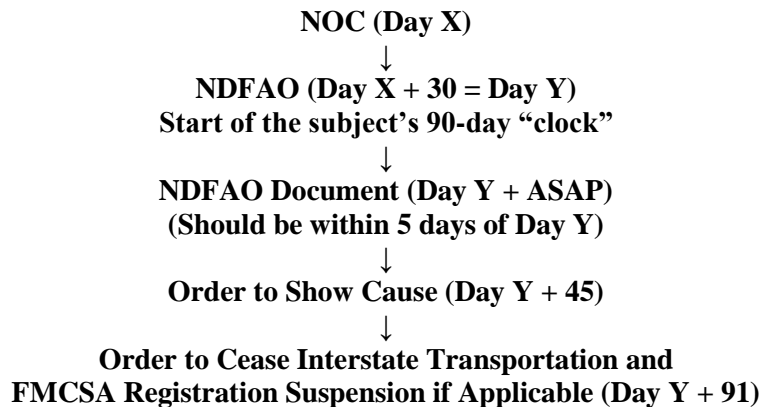 NOC (Day X)
↓
NDFAO (Day X + 30 = Day Y)
Start of the subject’s 90-day “clock”
↓
NDFAO Document (Day Y + ASAP)
(Should be within 5 days of Day Y)
↓
Order to Show Cause (Day Y + 45)
↓
Order to Cease Interstate Transportation and
FMCSA Registration Suspension if Applicable (Day Y + 91)